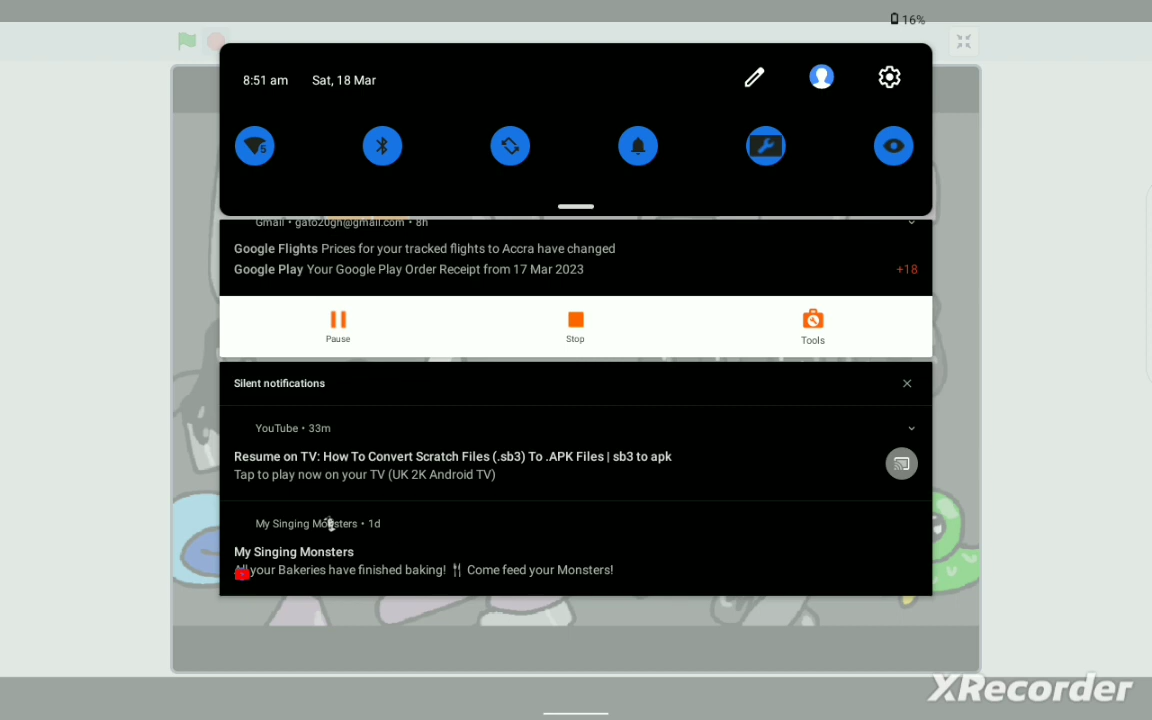 16%
8:51 am Sat, 18 Mar
5
Gmail • gato20gh@gmail.com • 8h
Google Flights Prices for your tracked flights to Accra have changed
Google Play Your Google Play Order Receipt from 17 Mar 2023 +18
Pause Stop Tools
Silent notifications
YouTube • 33m
Resume on TV: How To Convert Scratch Files (.sb3) To .APK Files | sb3 to apk
Tap to play now on your TV (UK 2K Android TV)
My Singing Monsters • 1d
My Singing Monsters
All your Bakeries have finished baking! 🍴 Come feed your Monsters!
XRecorder